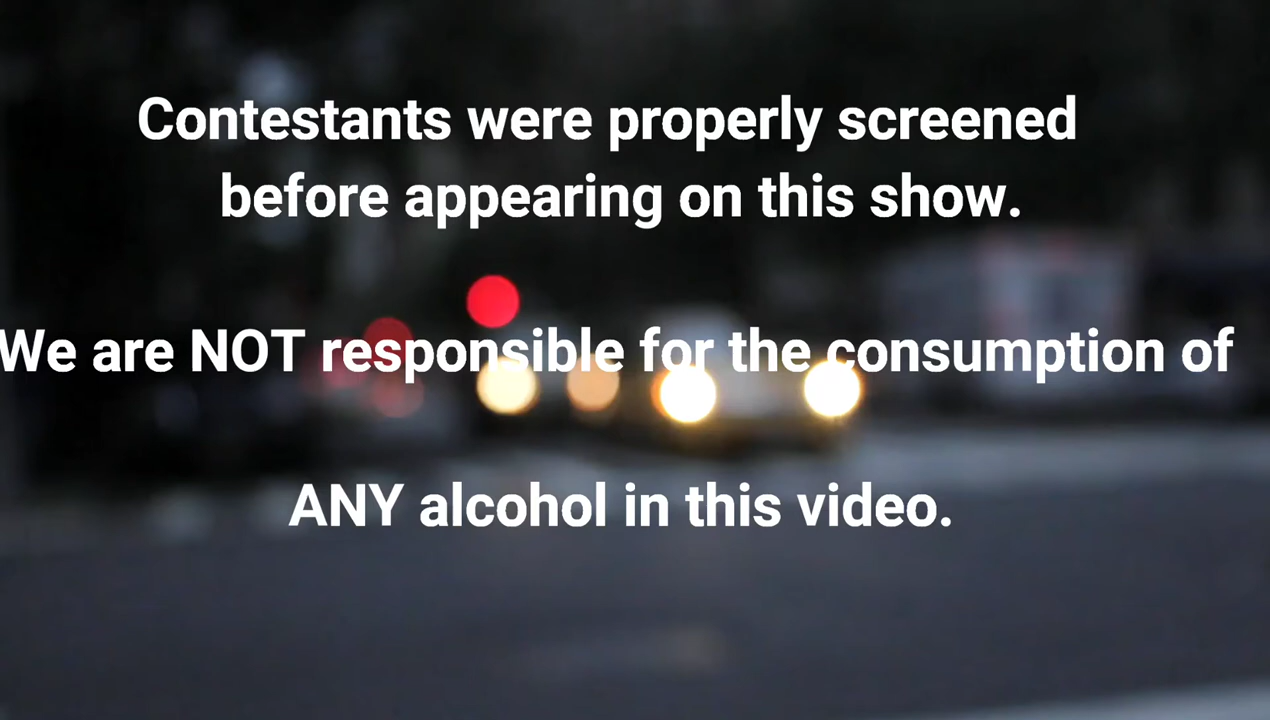 Contestants were properly screened
before appearing on this show.
We are NOT responsible for the consumption of
ANY alcohol in this video.